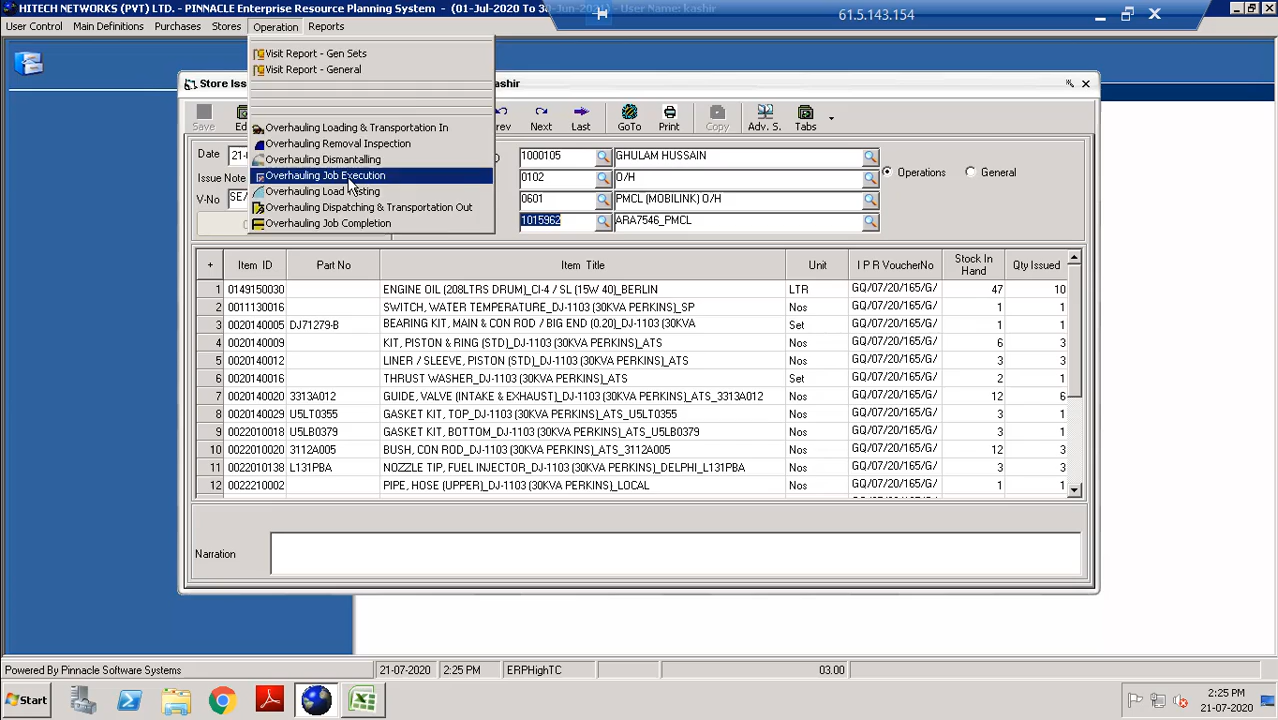 HITECH NETWORKS (PVT) LTD. - PINNACLE Enterprise Resource Planning System - (01-Jul-2020 To 3
User Name: kashir
61.5.143.154
User Control Main Definitions Purchases Stores Operation Reports
Visit Report - Gen Sets
Visit Report - General
Overhauling Loading & Transportation In
Overhauling Removal Inspection
Overhauling Dismantalling
Overhauling Job Execution
Overhauling Dispatching & Transportation Out
Overhauling Job Completion
Store Iss
shir
Save Ed rev Next Last GoTo Print Copy Adv. S. Tabs
Date 21-
1000105 GHULAM HUSSAIN
Operations General
Issue Note
0102 O/H
V-No SE/
0601 PMCL (MOBILINK) O/H
1015962 ARA7546_PMCL
+ Item ID Part No Item Title Unit I P R VoucherNo Stock In Hand Qty Issued
1 0149150030 ENGINE OIL (208LTRS DRUM)_CI-4 / SL (15W 40)_BERLIN LTR GQ/07/20/165/G/ 47 10
2 0011130016 SWITCH, WATER TEMPERATURE_DJ-1103 (30KVA PERKINS)_SP Nos GQ/07/20/165/G/ 1 1
3 0020140005 DJ71279-B BEARING KIT, MAIN & CON ROD / BIG END (0.20)_DJ-1103 (30KVA Set GQ/07/20/165/G/ 1 1
4 0020140009 KIT, PISTON & RING (STD)_DJ-1103 (30KVA PERKINS)_ATS Nos GQ/07/20/165/G/ 6 3
5 0020140012 LINER / SLEEVE, PISTON (STD)_DJ-1103 (30KVA PERKINS)_ATS Nos GQ/07/20/165/G/ 3 3
6 0020140016 THRUST WASHER_DJ-1103 (30KVA PERKINS)_ATS Set GQ/07/20/165/G/ 2 1
7 0020140020 3313A012 GUIDE, VALVE (INTAKE & EXHAUST)_DJ-1103 (30KVA PERKINS)_ATS_3313A012 Nos GQ/07/20/165/G/ 12 6
8 0020140029 U5LT0355 GASKET KIT, TOP_DJ-1103 (30KVA PERKINS)_ATS_U5LT0355 Nos GQ/07/20/165/G/ 3 1
9 0022010018 U5LB0379 GASKET KIT, BOTTOM_DJ-1103 (30KVA PERKINS)_ATS_U5LB0379 Nos GQ/07/20/165/G/ 3 1
10 0022010020 3112A005 BUSH, CON ROD_DJ-1103 (30KVA PERKINS)_ATS_3112A005 Nos GQ/07/20/165/G/ 12 3
11 0022010138 L131PBA NOZZLE TIP, FUEL INJECTOR_DJ-1103 (30KVA PERKINS)_DELPHI_L131PBA Nos GQ/07/20/165/G/ 3 3
12 0022210002 PIPE, HOSE (UPPER)_DJ-1103 (30KVA PERKINS)_LOCAL Nos GQ/07/20/165/G/ 1 1
Narration
Powered By Pinnacle Software Systems 21-07-2020 2:25 PM ERPHighTC 03.00
Start
2:25 PM
21-07-2020